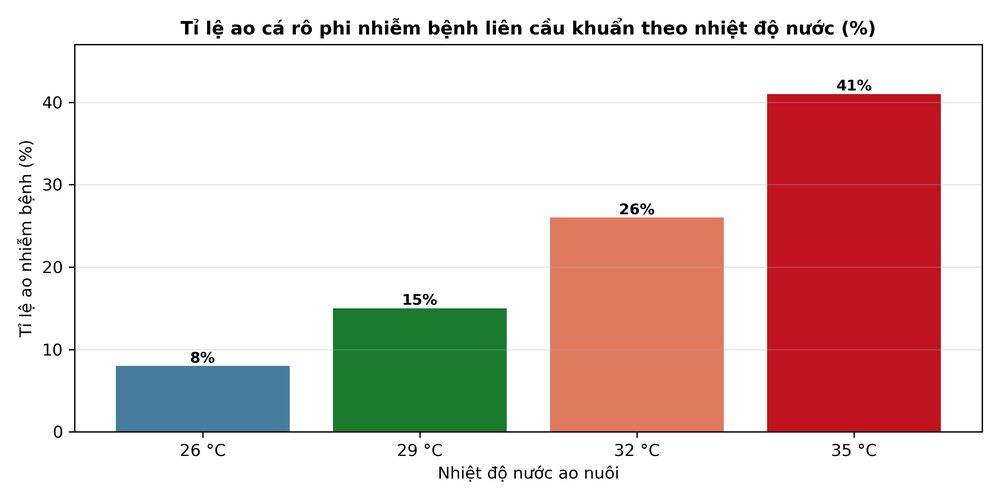 Tỉ lệ ao cá rô phi nhiễm bệnh liên cầu khuẩn theo nhiệt độ nước (%)
Tỉ lệ ao nhiễm bệnh (%)
40
30
20
10
0
8%
15%
26%
41%
26 °C
29 °C
32 °C
35 °C
Nhiệt độ nước ao nuôi